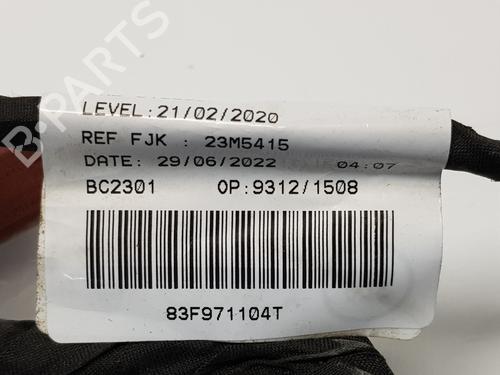 LEVEL:21/02/2020
REF FJK : 23M5415
DATE: 29/06/2022 04:07
BC2301 OP:9312/1508
83F971104T
B-PARTS